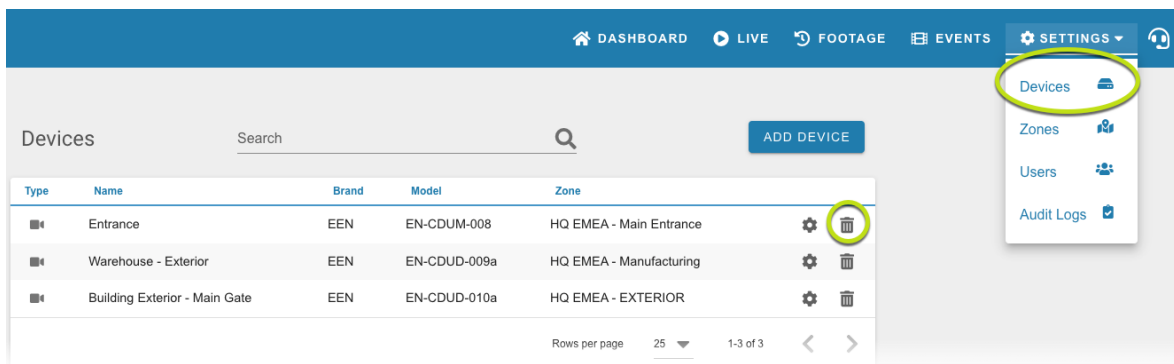 DASHBOARD LIVE FOOTAGE EVENTS SETTINGS
Devices
Zones
Users
Audit Logs
Devices Search ADD DEVICE
Type Name Brand Model Zone
Entrance EEN EN-CDUM-008 HQ EMEA - Main Entrance
Warehouse - Exterior EEN EN-CDUD-009a HQ EMEA - Manufacturing
Building Exterior - Main Gate EEN EN-CDUD-010a HQ EMEA - EXTERIOR
Rows per page 25 1-3 of 3